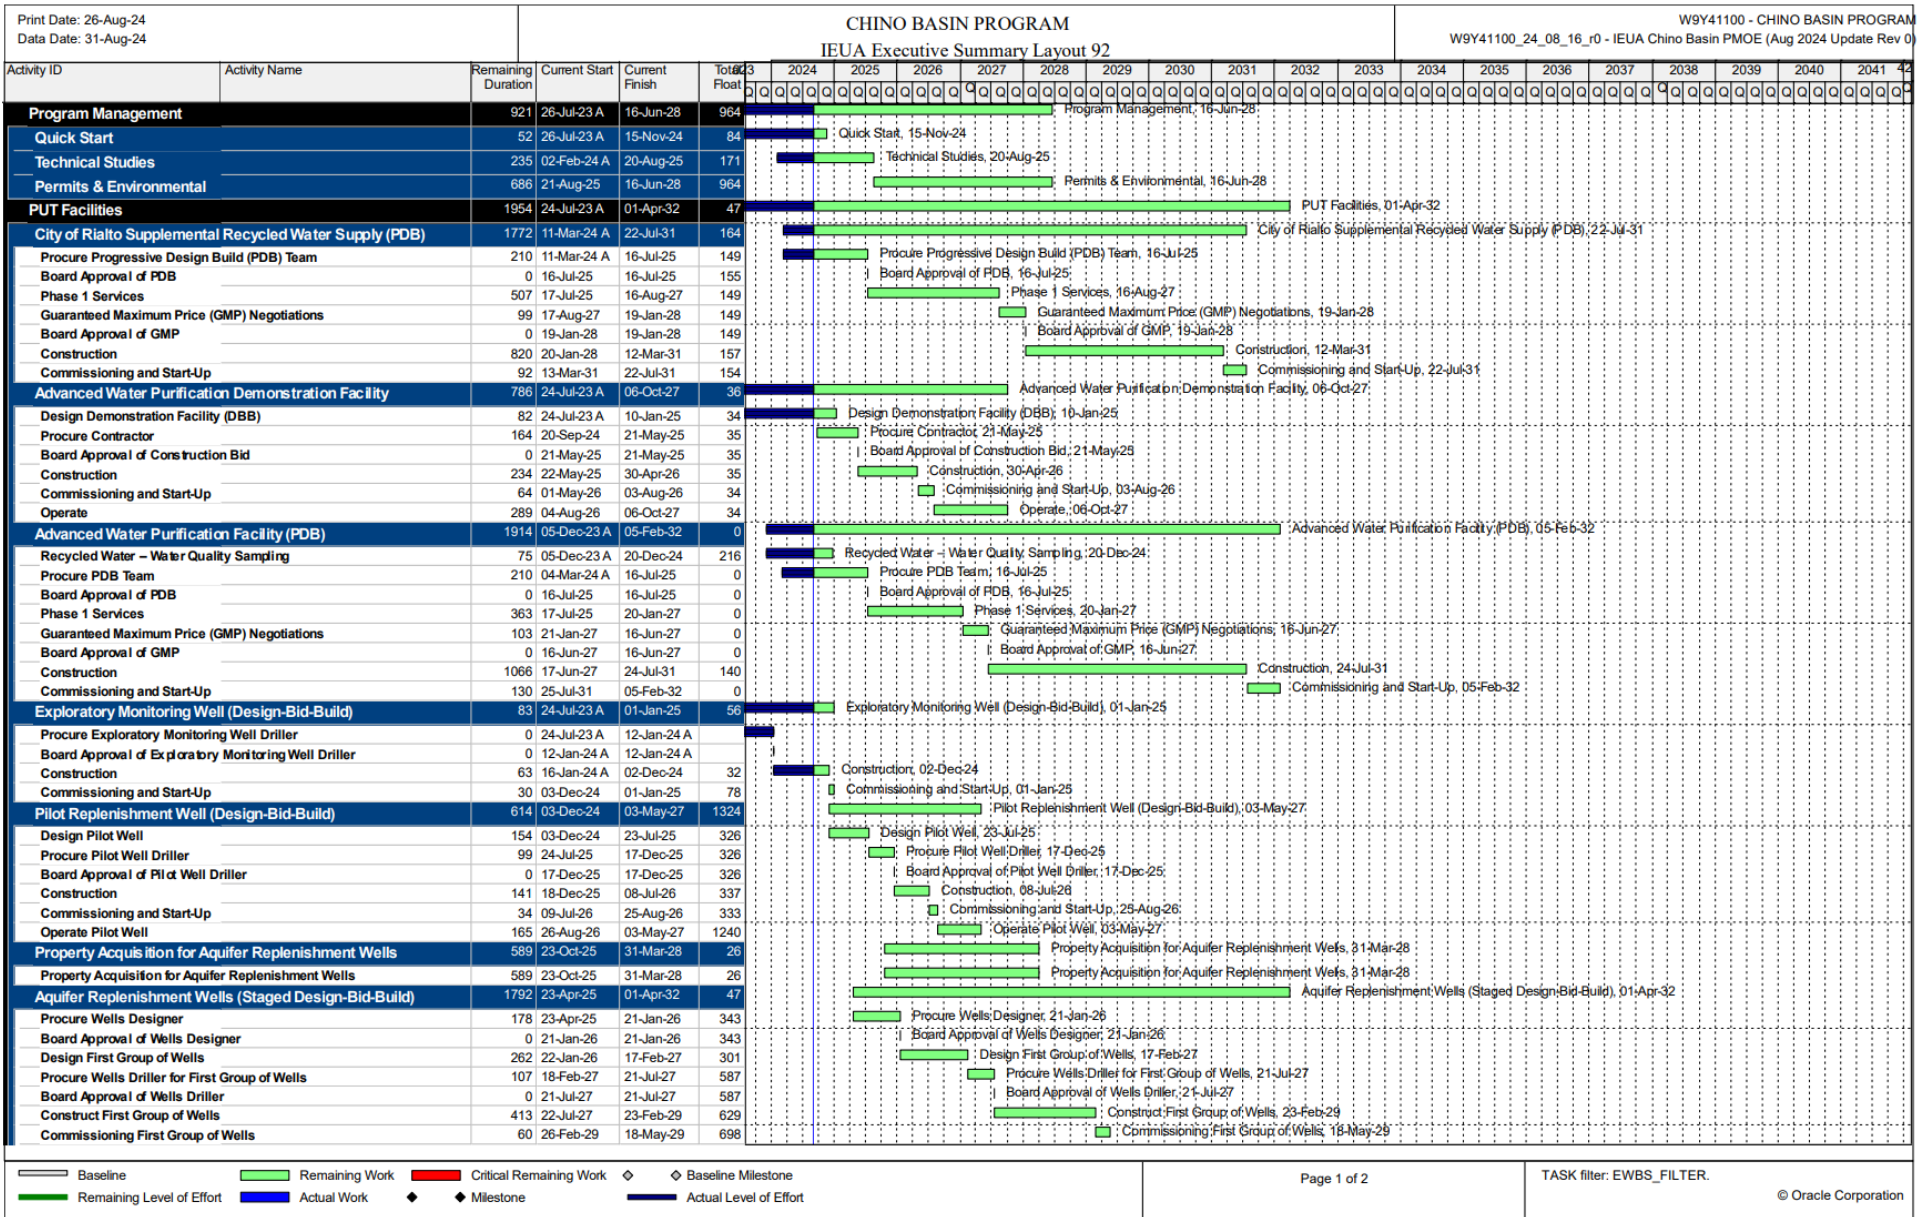 Print Date: 26-Aug-24
Data Date: 31-Aug-24
CHINO BASIN PROGRAM
IEUA Executive Summary Layout 92
W9Y41100 - CHINO BASIN PROGRAM
W9Y41100_24_08_16_r0 - IEUA Chino Basin PMOE (Aug 2024 Update Rev 0)
Activity ID Activity Name Remaining Duration Current Start Current Finish Total Float 2024 2025 2026 2027 2028 2029 2030 2031 2032 2033 2034 2035 2036 2037 2038 2039 2040 2041
Program Management 921 26-Jul-23 A 16-Jun-28 964 Program Management, 16-Jun-28
Quick Start 52 26-Jul-23 A 15-Nov-24 84 Quick Start, 15-Nov-24
Technical Studies 235 02-Feb-24 A 20-Aug-25 171 Technical Studies, 20-Aug-25
Permits & Environmental 686 21-Aug-25 16-Jun-28 964 Permits & Environmental, 16-Jun-28
PUT Facilities 1954 24-Jul-23 A 01-Apr-32 47 PUT Facilities, 01-Apr-32
City of Rialto Supplemental Recycled Water Supply (PDB) 1772 11-Mar-24 A 22-Jul-31 164 City of Rialto Supplemental Recycled Water Supply (PDB), 22-Jul-31
Procure Progressive Design Build (PDB) Team 210 11-Mar-24 A 16-Jul-25 149 Procure Progressive Design Build (PDB) Team, 16-Jul-25
Board Approval of PDB 0 16-Jul-25 16-Jul-25 155 Board Approval of PDB, 16-Jul-25
Phase 1 Services 507 17-Jul-25 16-Aug-27 149 Phase 1 Services, 16-Aug-27
Guaranteed Maximum Price (GMP) Negotiations 99 17-Aug-27 19-Jan-28 149 Guaranteed Maximum Price (GMP) Negotiations, 19-Jan-28
Board Approval of GMP 0 19-Jan-28 19-Jan-28 149 Board Approval of GMP, 19-Jan-28
Construction 820 20-Jan-28 12-Mar-31 157 Construction, 12-Mar-31
Commissioning and Start-Up 92 13-Mar-31 22-Jul-31 154 Commissioning and Start-Up, 22-Jul-31
Advanced Water Purification Demonstration Facility 786 24-Jul-23 A 06-Oct-27 36 Advanced Water Purification Demonstration Facility, 06-Oct-27
Design Demonstration Facility (DBB) 82 24-Jul-23 A 10-Jan-25 34 Design Demonstration Facility (DBB), 10-Jan-25
Procure Contractor 164 20-Sep-24 21-May-25 35 Procure Contractor, 21-May-25
Board Approval of Construction Bid 0 21-May-25 21-May-25 35 Board Approval of Construction Bid, 21-May-25
Construction 234 22-May-25 30-Apr-26 35 Construction, 30-Apr-26
Commissioning and Start-Up 64 01-May-26 03-Aug-26 34 Commissioning and Start-Up, 03-Aug-26
Operate 289 04-Aug-26 06-Oct-27 34 Operate, 06-Oct-27
Advanced Water Purification Facility (PDB) 1914 05-Dec-23 A 05-Feb-32 0 Advanced Water Purification Facility (PDB), 05-Feb-32
Recycled Water – Water Quality Sampling 75 05-Dec-23 A 20-Dec-24 216 Recycled Water – Water Quality Sampling, 20-Dec-24
Procure PDB Team 210 04-Mar-24 A 16-Jul-25 0 Procure PDB Team, 16-Jul-25
Board Approval of PDB 0 16-Jul-25 16-Jul-25 0 Board Approval of PDB, 16-Jul-25
Phase 1 Services 363 17-Jul-25 20-Jan-27 0 Phase 1 Services, 20-Jan-27
Guaranteed Maximum Price (GMP) Negotiations 103 21-Jan-27 16-Jun-27 0 Guaranteed Maximum Price (GMP) Negotiations, 16-Jun-27
Board Approval of GMP 0 16-Jun-27 16-Jun-27 0 Board Approval of GMP, 16-Jun-27
Construction 1066 17-Jun-27 24-Jul-31 140 Construction, 24-Jul-31
Commissioning and Start-Up 130 25-Jul-31 05-Feb-32 0 Commissioning and Start-Up, 05-Feb-32
Exploratory Monitoring Well (Design-Bid-Build) 83 24-Jul-23 A 01-Jan-25 56 Exploratory Monitoring Well (Design-Bid-Build), 01-Jan-25
Procure Exploratory Monitoring Well Driller 0 24-Jul-23 A 12-Jan-24 A
Board Approval of Exploratory Monitoring Well Driller 0 12-Jan-24 A 12-Jan-24 A
Construction 63 16-Jan-24 A 02-Dec-24 32 Construction, 02-Dec-24
Commissioning and Start-Up 30 03-Dec-24 01-Jan-25 78 Commissioning and Start-Up, 01-Jan-25
Pilot Replenishment Well (Design-Bid-Build) 614 03-Dec-24 03-May-27 1324 Pilot Replenishment Well (Design-Bid-Build), 03-May-27
Design Pilot Well 154 03-Dec-24 23-Jul-25 326 Design Pilot Well, 23-Jul-25
Procure Pilot Well Driller 99 24-Jul-25 17-Dec-25 326 Procure Pilot Well Driller, 17-Dec-25
Board Approval of Pilot Well Driller 0 17-Dec-25 17-Dec-25 326 Board Approval of Pilot Well Driller, 17-Dec-25
Construction 141 18-Dec-25 08-Jul-26 337 Construction, 08-Jul-26
Commissioning and Start-Up 34 09-Jul-26 25-Aug-26 333 Commissioning and Start-Up, 25-Aug-26
Operate Pilot Well 165 26-Aug-26 03-May-27 1240 Operate Pilot Well, 03-May-27
Property Acquisition for Aquifer Replenishment Wells 589 23-Oct-25 31-Mar-28 26 Property Acquisition for Aquifer Replenishment Wells, 31-Mar-28
Property Acquisition for Aquifer Replenishment Wells 589 23-Oct-25 31-Mar-28 26 Property Acquisition for Aquifer Replenishment Wells, 31-Mar-28
Aquifer Replenishment Wells (Staged Design-Bid-Build) 1792 23-Apr-25 01-Apr-32 47 Aquifer Replenishment Wells (Staged Design-Bid-Build), 01-Apr-32
Procure Wells Designer 178 23-Apr-25 21-Jan-26 343 Procure Wells Designer, 21-Jan-26
Board Approval of Wells Designer 0 21-Jan-26 21-Jan-26 343 Board Approval of Wells Designer, 21-Jan-26
Design First Group of Wells 262 22-Jan-26 17-Feb-27 301 Design First Group of Wells, 17-Feb-27
Procure Wells Driller for First Group of Wells 107 18-Feb-27 21-Jul-27 587 Procure Wells Driller for First Group of Wells, 21-Jul-27
Board Approval of Wells Driller 0 21-Jul-27 21-Jul-27 587 Board Approval of Wells Driller, 21-Jul-27
Construct First Group of Wells 413 22-Jul-27 23-Feb-29 629 Construct First Group of Wells, 23-Feb-29
Commissioning First Group of Wells 60 26-Feb-29 18-May-29 698 Commissioning First Group of Wells, 18-May-29
Baseline Remaining Work Critical Remaining Work Baseline Milestone
Remaining Level of Effort Actual Work Milestone Actual Level of Effort
Page 1 of 2
TASK filter: EWBS_FILTER.
© Oracle Corporation